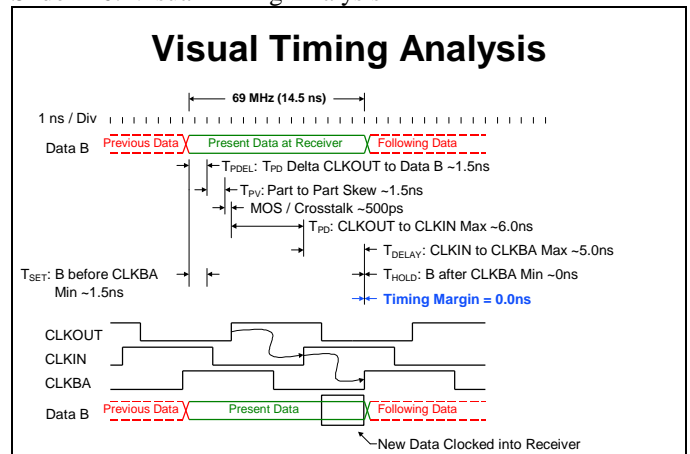 Visual Timing Analysis
69 MHz (14.5 ns)
1 ns / Div
Data B Previous Data Present Data at Receiver Following Data
TPDEL: TPD Delta CLKOUT to Data B ~1.5ns
TPV: Part to Part Skew ~1.5ns
MOS / Crosstalk ~500ps
TPD: CLKOUT to CLKIN Max ~6.0ns
TDELAY: CLKIN to CLKBA Max ~5.0ns
TSET: B before CLKBA
Min ~1.5ns
THOLD: B after CLKBA Min ~0ns
Timing Margin = 0.0ns
CLKOUT
CLKIN
CLKBA
Data B Previous Data Present Data Following Data
New Data Clocked into Receiver